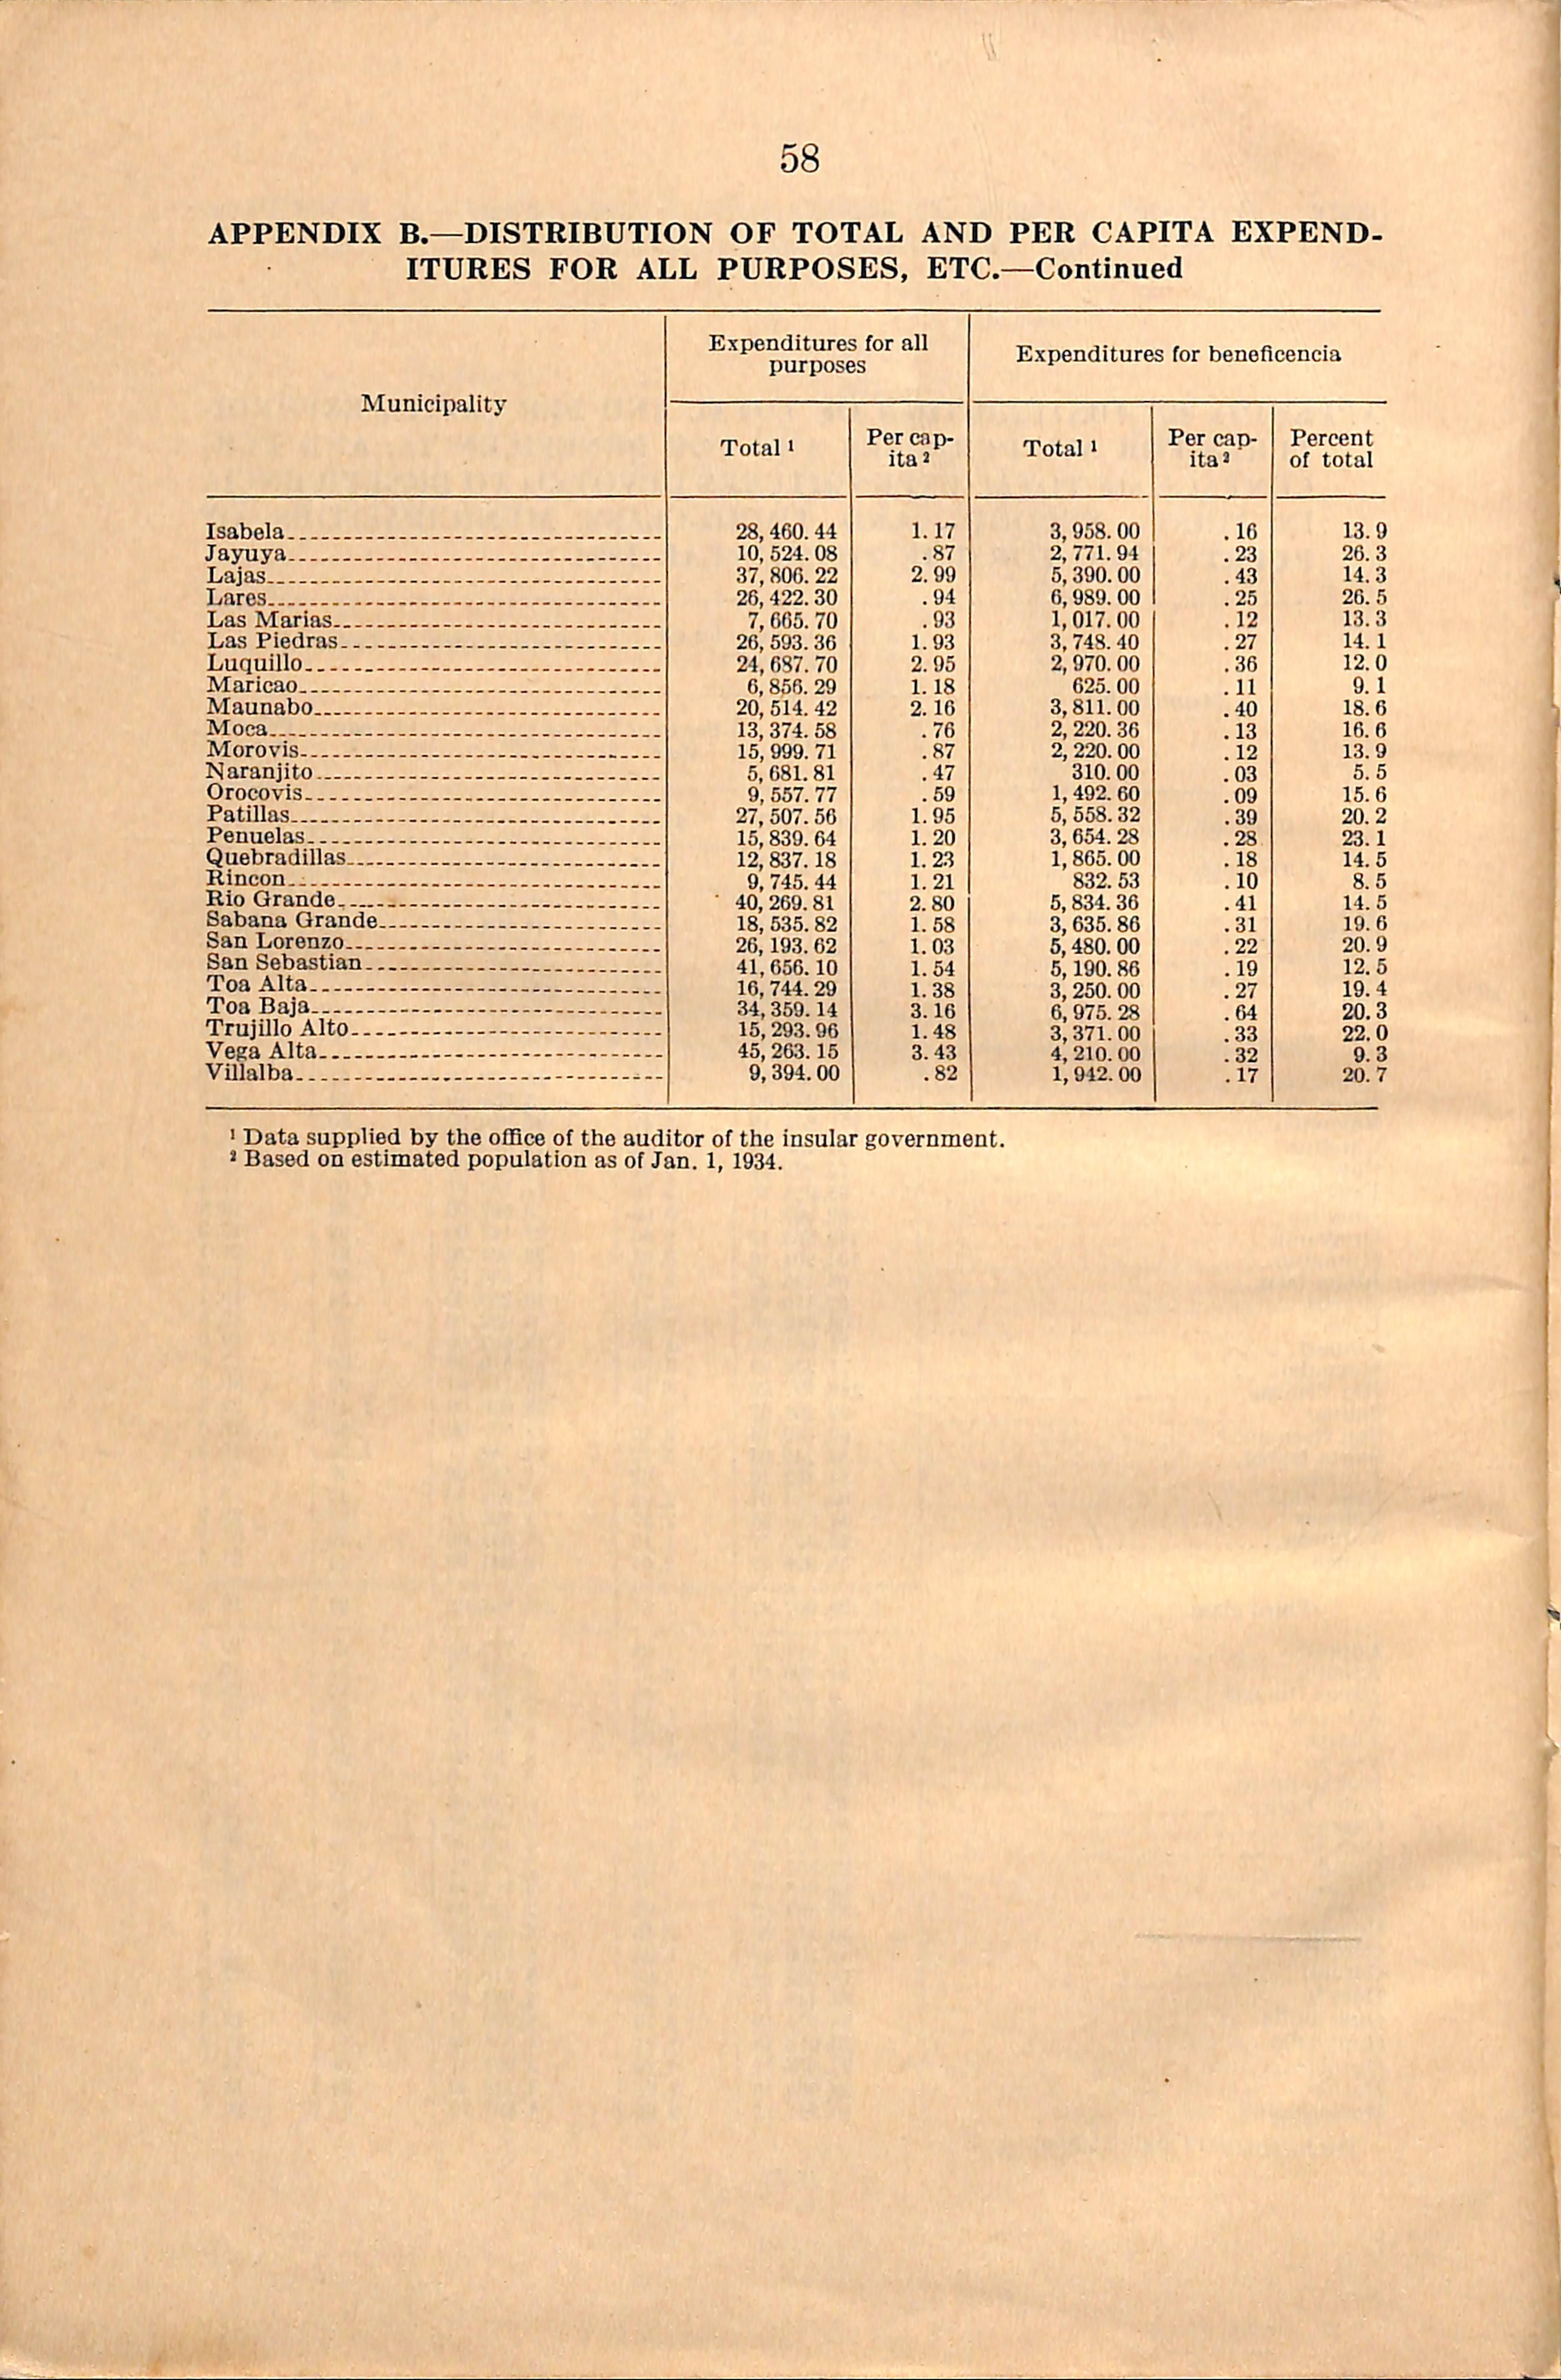 58
APPENDIX B.—DISTRIBUTION OF TOTAL AND PER CAPITA EXPEND-
ITURES FOR ALL PURPOSES, ETC.—Continued
Municipality
Expenditures for all
purposes
Expenditures for beneficencia
Total ¹
Per cap-
ita ²
Total ¹
Per cap-
ita ²
Percent
of total
Isabela 28,460.44 1.17 3,958.00 .16 13.9
Jayuya 10,524.08 .87 2,771.94 .23 26.3
Lajas 37,806.22 2.99 5,390.00 .43 14.3
Lares 26,422.30 .94 6,989.00 .25 26.5
Las Marias 7,665.70 .93 1,017.00 .12 13.3
Las Piedras 26,593.36 1.93 3,748.40 .27 14.1
Luquillo 24,687.70 2.95 2,970.00 .36 12.0
Maricao 6,856.29 1.18 625.00 .11 9.1
Maunabo 20,514.42 2.16 3,811.00 .40 18.6
Moca 13,374.58 .76 2,220.36 .13 16.6
Morovis 15,999.71 .87 2,220.00 .12 13.9
Naranjito 5,681.81 .47 310.00 .03 5.5
Orocovis 9,557.77 .59 1,492.60 .09 15.6
Patillas 27,507.56 1.95 5,558.32 .39 20.2
Penuelas 15,839.64 1.20 3,654.28 .28 23.1
Quebradillas 12,837.18 1.23 1,865.00 .18 14.5
Rincon 9,745.44 1.21 832.53 .10 8.5
Rio Grande 40,269.81 2.80 5,834.36 .41 14.5
Sabana Grande 18,535.82 1.58 3,635.86 .31 19.6
San Lorenzo 26,193.62 1.03 5,480.00 .22 20.9
San Sebastian 41,656.10 1.54 5,190.86 .19 12.5
Toa Alta 16,744.29 1.38 3,250.00 .27 19.4
Toa Baja 34,359.14 3.16 6,975.28 .64 20.3
Trujillo Alto 15,293.96 1.48 3,371.00 .33 22.0
Vega Alta 45,263.15 3.43 4,210.00 .32 9.3
Villalba 9,394.00 .82 1,942.00 .17 20.7
¹ Data supplied by the office of the auditor of the insular government.
² Based on estimated population as of Jan. 1, 1934.